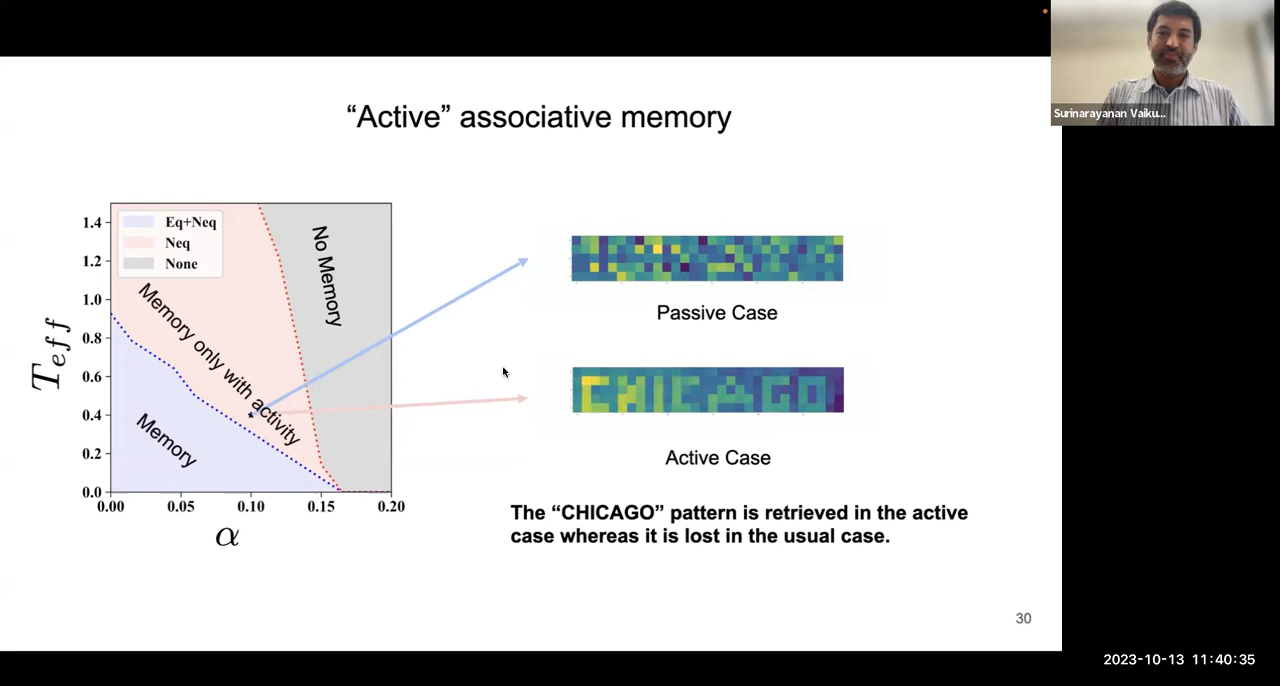 Surinarayanan Vaiku...
“Active” associative memory
1.4
1.2
1.0
0.8
0.6
0.4
0.2
0.0
Eq+Neq
Neq
None
No Memory
Memory only with activity
Memory
T_eff
0.00 0.05 0.10 0.15 0.20
α
Passive Case
CHICAGO
Active Case
The “CHICAGO” pattern is retrieved in the active
case whereas it is lost in the usual case.
30
2023-10-13 11:40:35